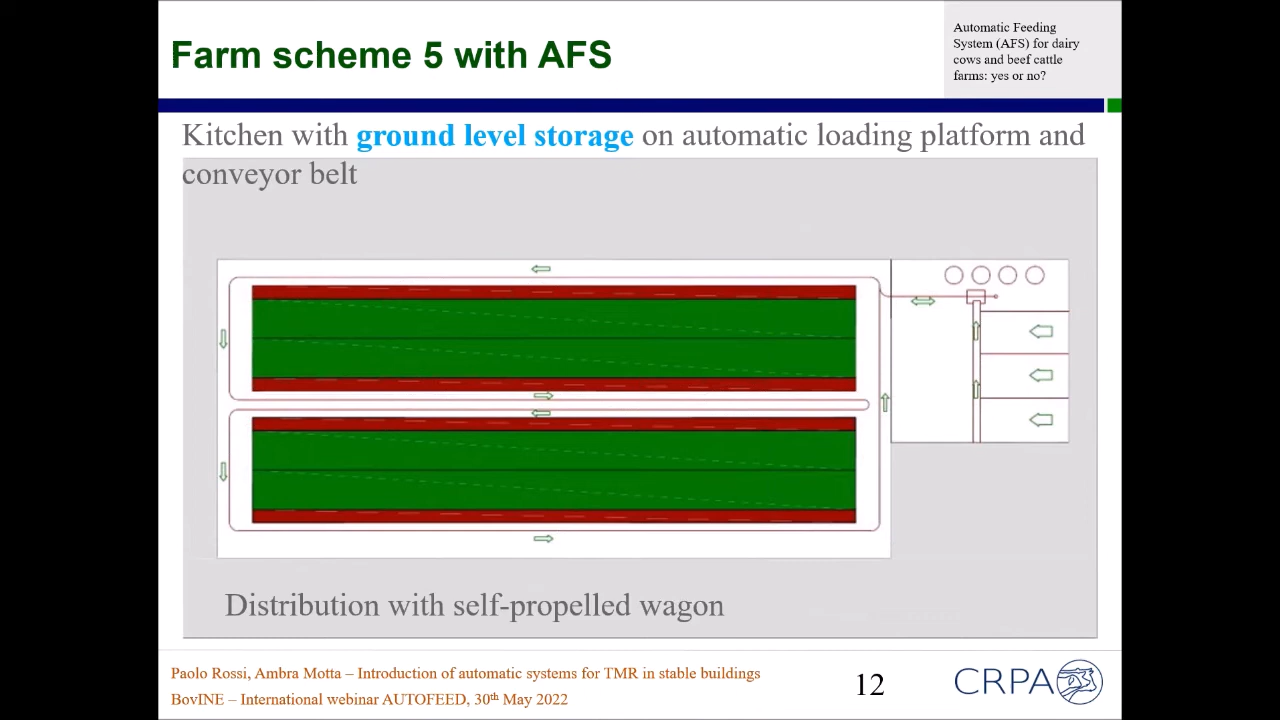 Farm scheme 5 with AFS
Automatic Feeding
System (AFS) for dairy
cows and beef cattle
farms: yes or no?
Kitchen with ground level storage on automatic loading platform and
conveyor belt
Distribution with self-propelled wagon
Paolo Rossi, Ambra Motta – Introduction of automatic systems for TMR in stable buildings
BovINE – International webinar AUTOFEED, 30th May 2022
12
CRPA